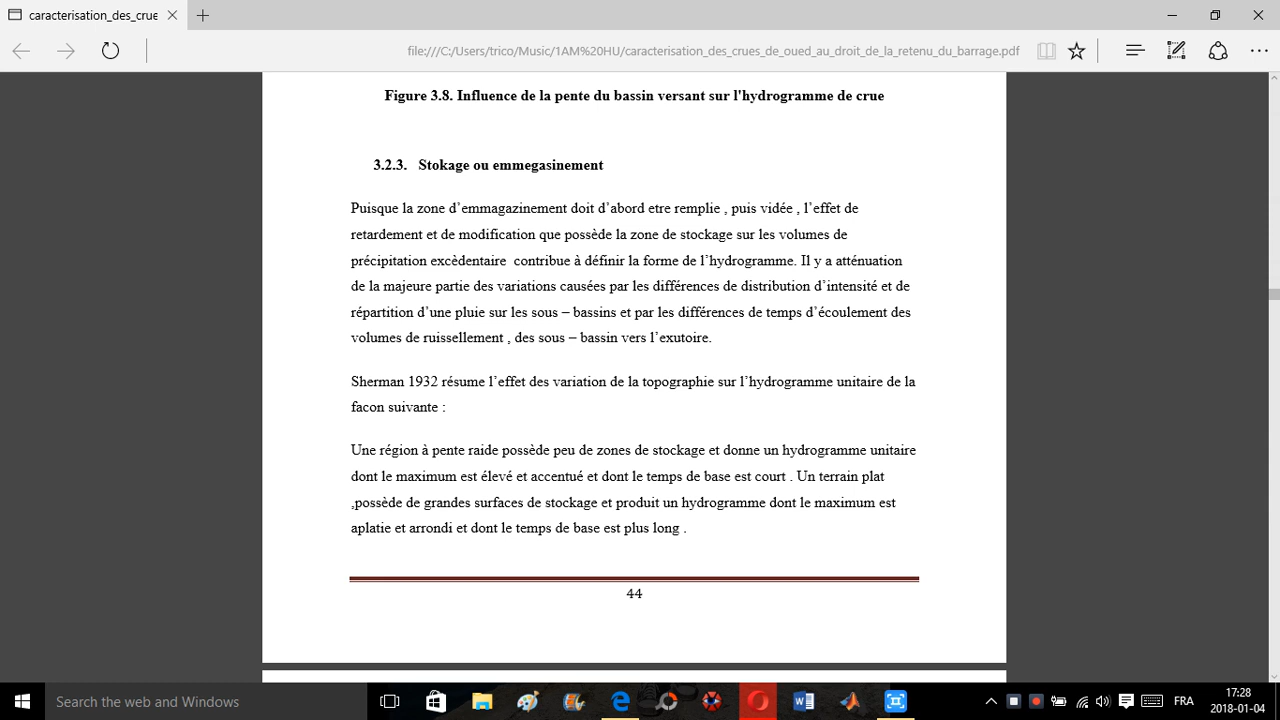 caracterisation_des_crue
file:///C:/Users/trico/Music/1AM%20HU/caracterisation_des_crues_de_oued_au_droit_de_la_retenu_du_barrage.pdf
Figure 3.8. Influence de la pente du bassin versant sur l'hydrogramme de crue
3.2.3. Stokage ou emmegasinement
Puisque la zone d’emmagazinement doit d’abord etre remplie , puis vidée , l’effet de
retardement et de modification que possède la zone de stockage sur les volumes de
précipitation excèdentaire contribue à définir la forme de l’hydrogramme. Il y a atténuation
de la majeure partie des variations causées par les différences de distribution d’intensité et de
répartition d’une pluie sur les sous – bassins et par les différences de temps d’écoulement des
volumes de ruissellement , des sous – bassin vers l’exutoire.
Sherman 1932 résume l’effet des variation de la topographie sur l’hydrogramme unitaire de la
facon suivante :
Une région à pente raide possède peu de zones de stockage et donne un hydrogramme unitaire
dont le maximum est élevé et accentué et dont le temps de base est court . Un terrain plat
,possède de grandes surfaces de stockage et produit un hydrogramme dont le maximum est
aplatie et arrondi et dont le temps de base est plus long .
44
Search the web and Windows
FRA
17:28
2018-01-04